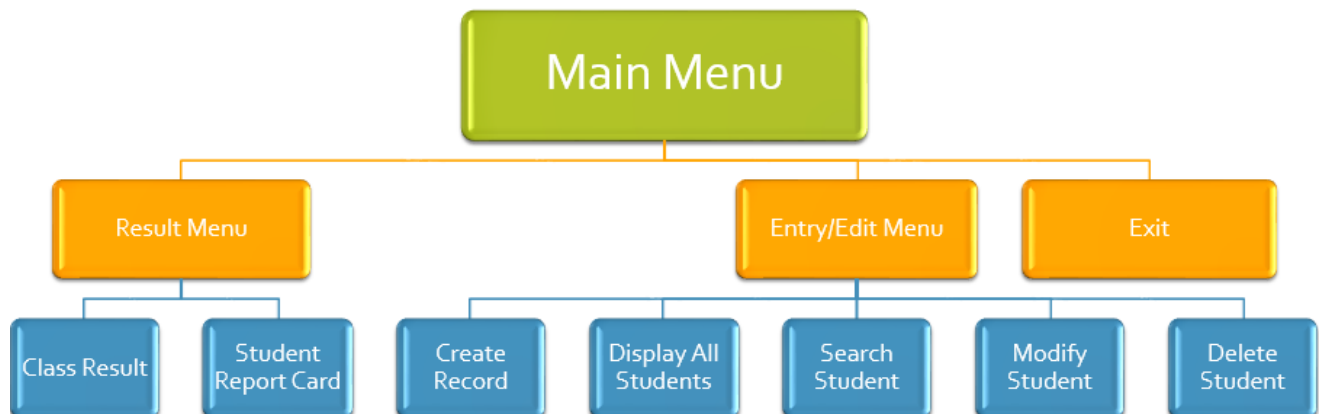 Main Menu
Result Menu
Entry/Edit Menu
Exit
Class Result
Student
Report Card
Create
Record
Display All
Students
Search
Student
Modify
Student
Delete
Student